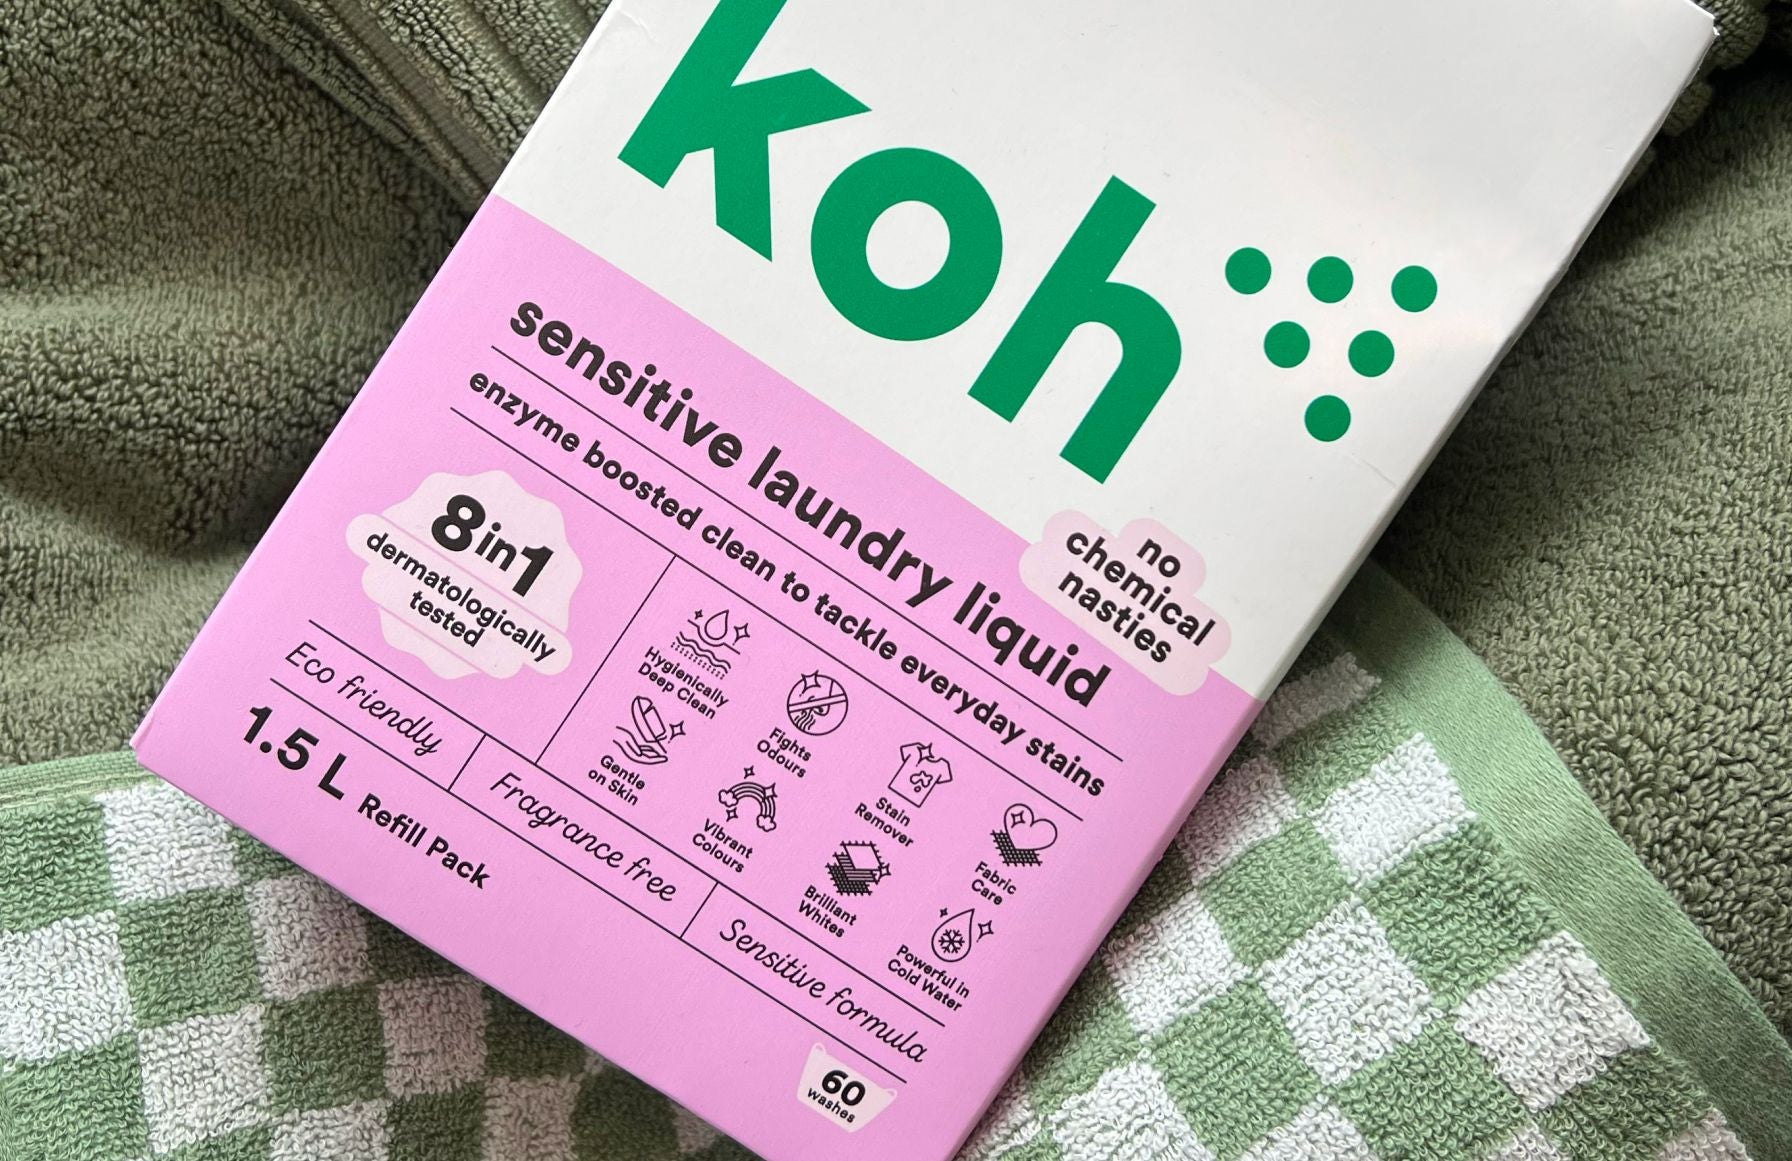 koh
sensitive laundry liquid
no
chemical
nasties
enzyme boosted clean to tackle everyday stains
8in1
dermatologically
tested
Hygienically
Deep Clean
Fights
Odours
Stain
Remover
Fabric
Care
Gentle
on Skin
Vibrant
Colours
Brilliant
Whites
Powerful in
Cold Water
Eco friendly
Fragrance free
Sensitive formula
1.5 L Refill Pack
60
washes